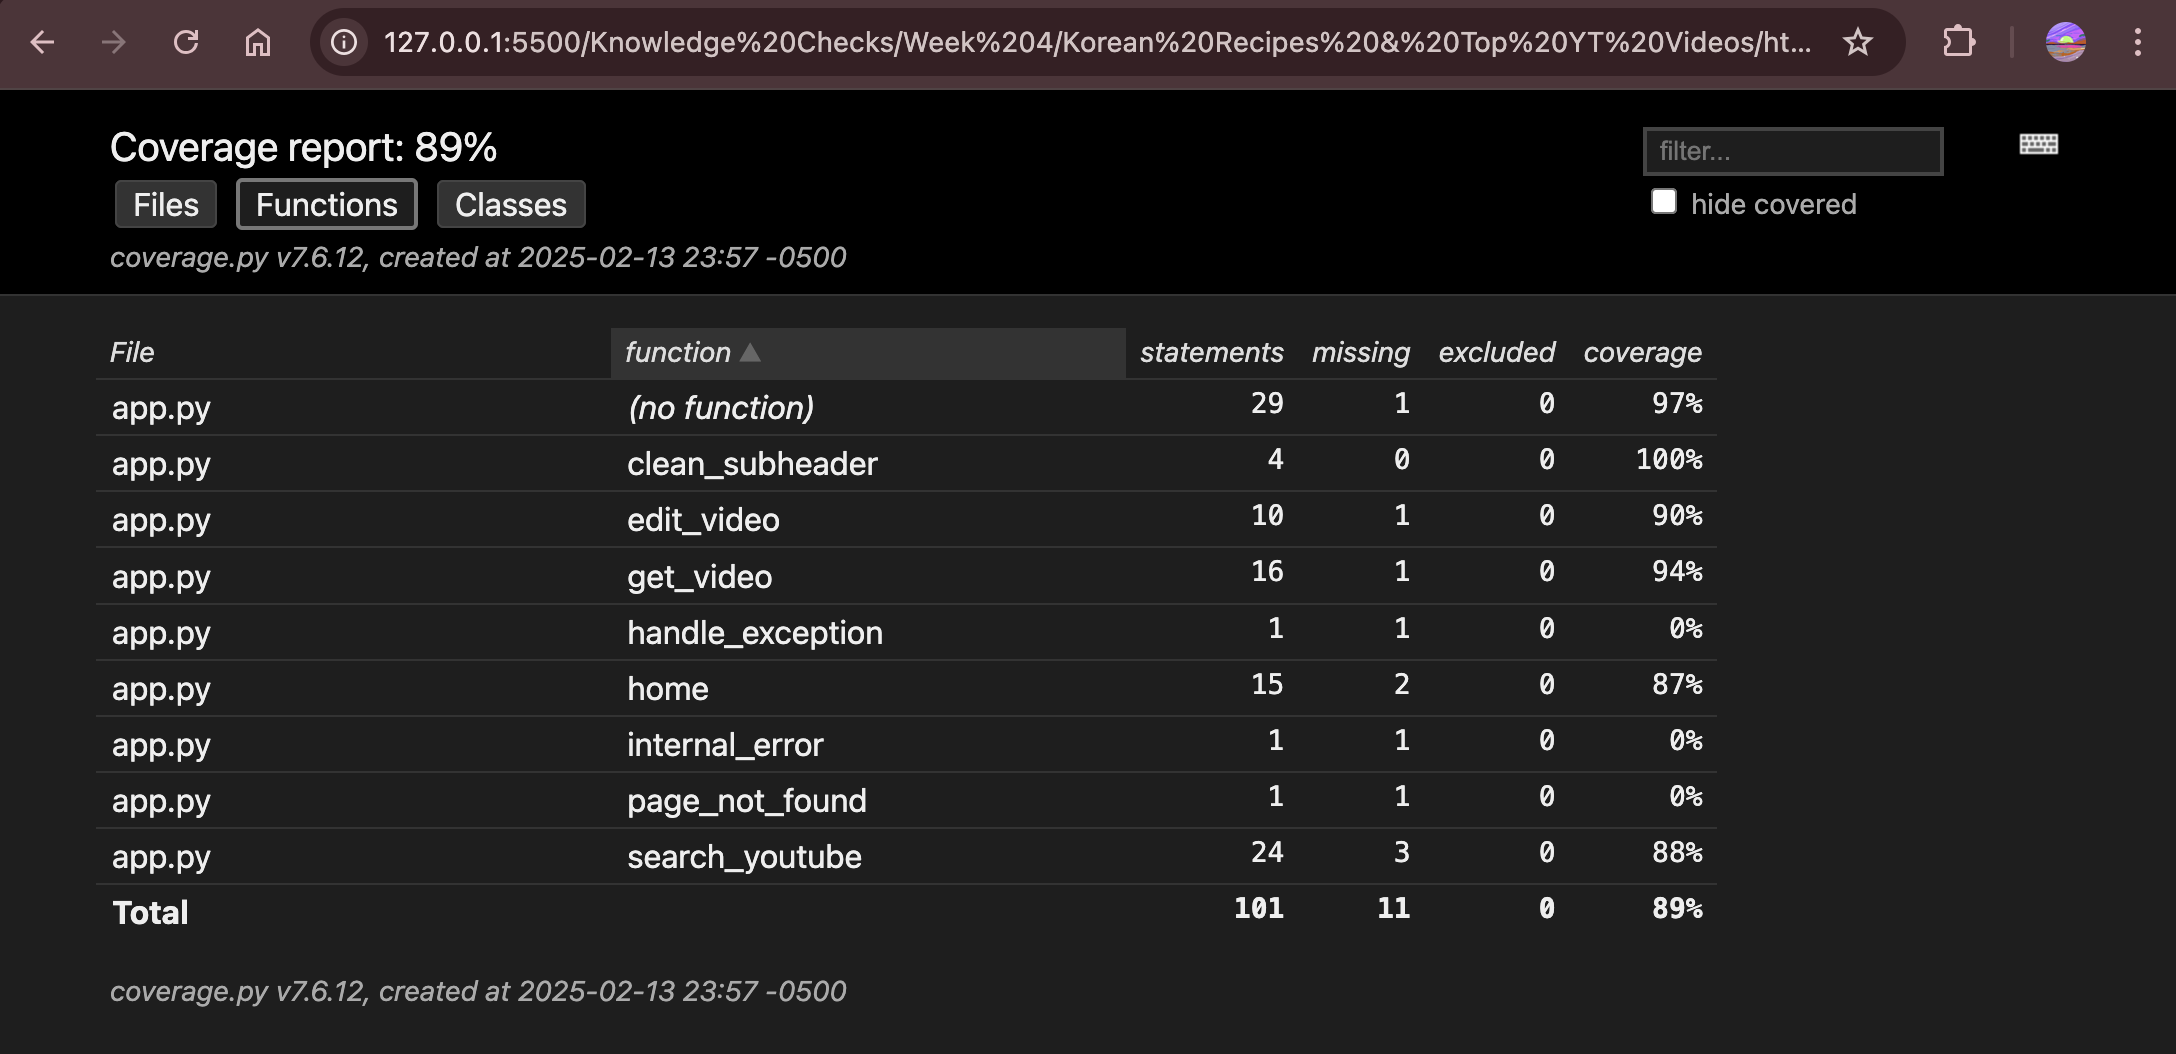 127.0.0.1:5500/Knowledge%20Checks/Week%204/Korean%20Recipes%20&%20Top%20YT%20Videos/ht...
Coverage report: 89%
filter...
Files Functions Classes
hide covered
coverage.py v7.6.12, created at 2025-02-13 23:57 -0500
File function ▲ statements missing excluded coverage
app.py (no function) 29 1 0 97%
app.py clean_subheader 4 0 0 100%
app.py edit_video 10 1 0 90%
app.py get_video 16 1 0 94%
app.py handle_exception 1 1 0 0%
app.py home 15 2 0 87%
app.py internal_error 1 1 0 0%
app.py page_not_found 1 1 0 0%
app.py search_youtube 24 3 0 88%
Total 101 11 0 89%
coverage.py v7.6.12, created at 2025-02-13 23:57 -0500